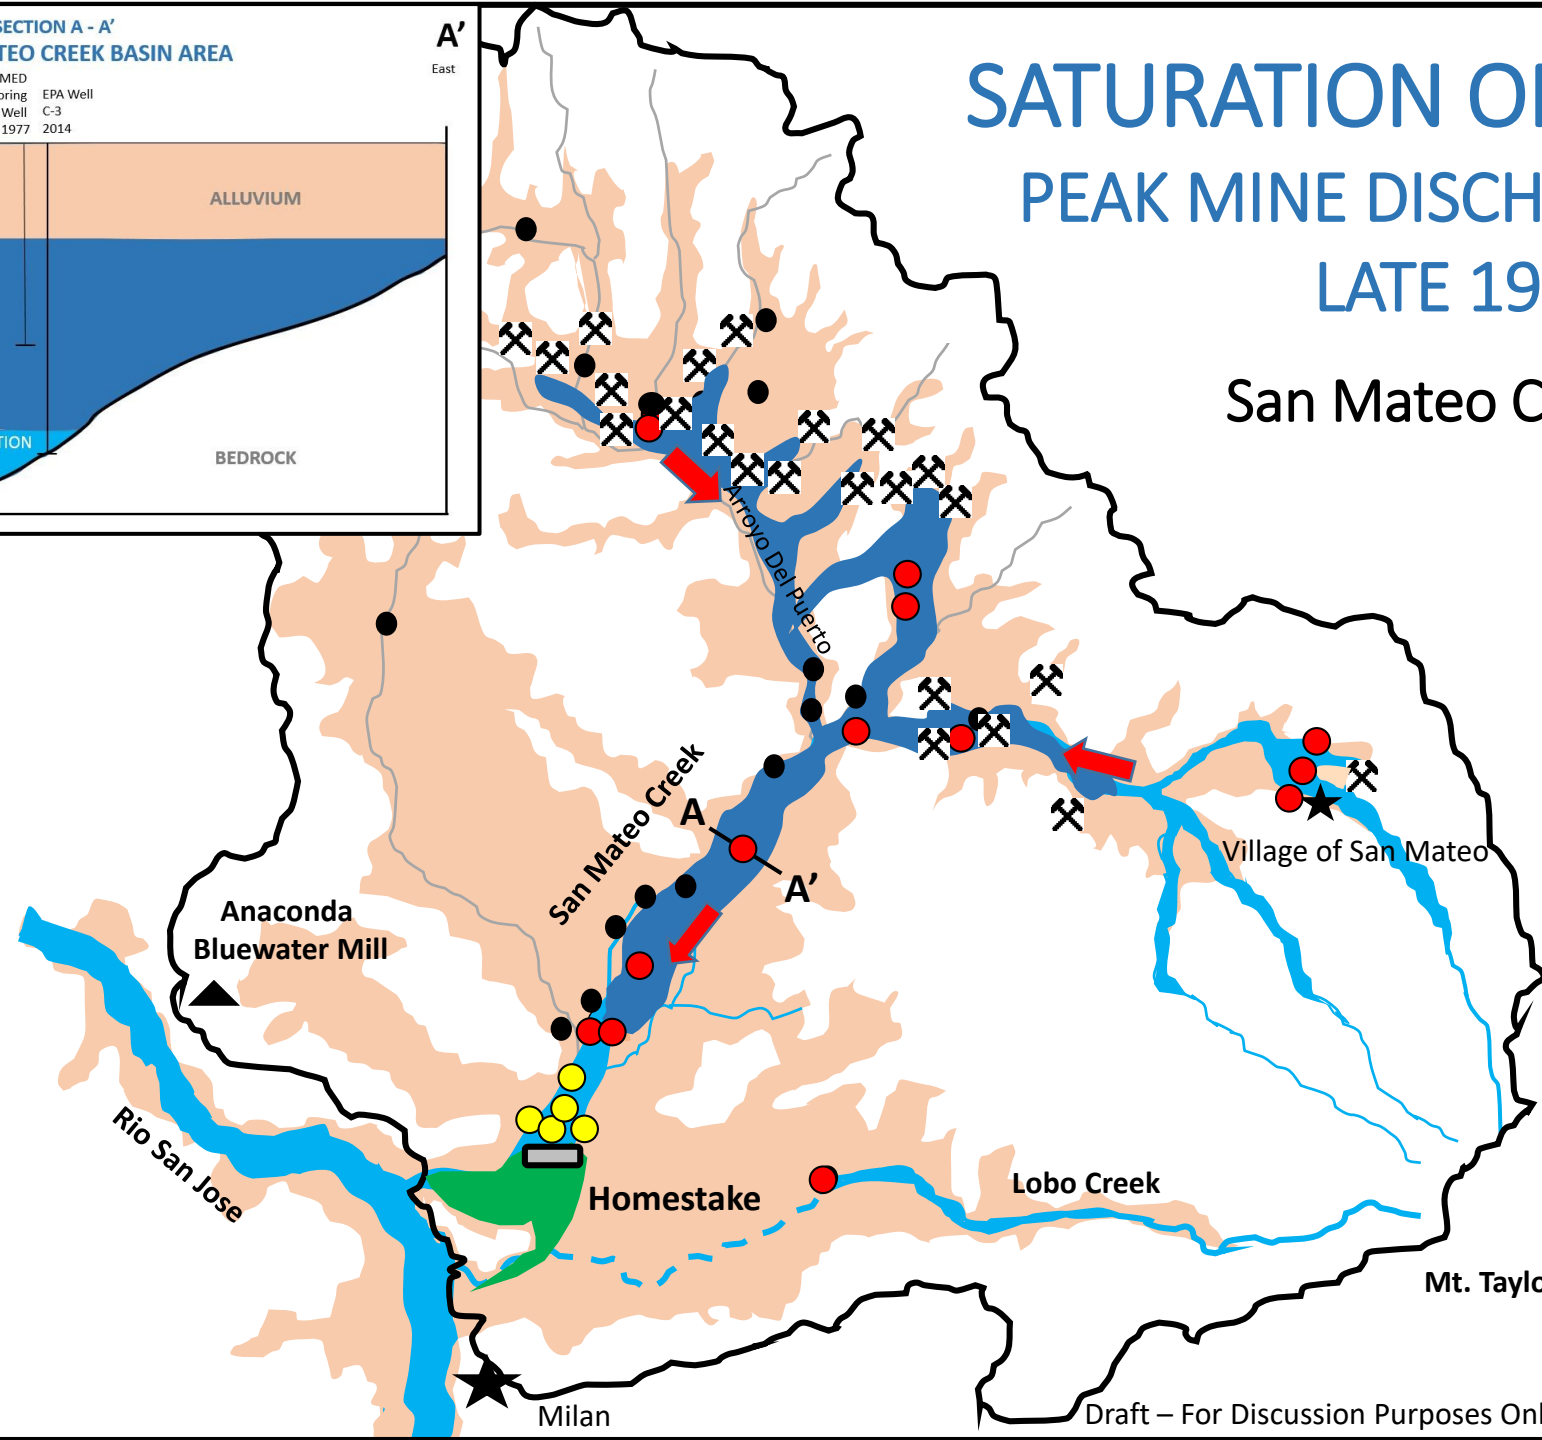 SECTION A - A'
TEO CREEK BASIN AREA
A'
East
MED
oring EPA Well
Well C-3
1977 2014
ALLUVIUM
TION
BEDROCK
SATURATION O
PEAK MINE DISCH
LATE 19
San Mateo C
Arroyo Del Puerto
San Mateo Creek
A
A'
Village of San Mateo
Anaconda
Bluewater Mill
Rio San Jose
Homestake
Lobo Creek
Mt. Taylo
Milan
Draft – For Discussion Purposes Onl